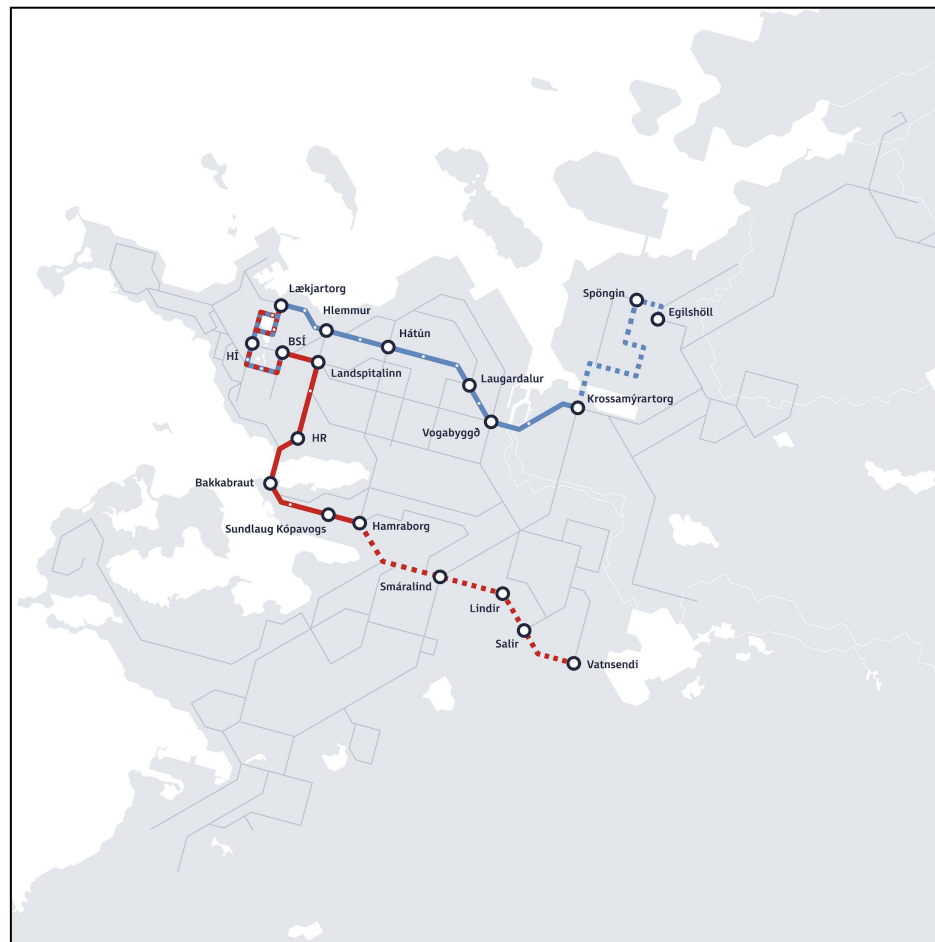 Lækjartorg
Hlemmur
Spöngin
Egilshöll
HÍ
BSÍ
Hátún
Landspítalinn
Laugardalur
Krossamýrartorg
Vogabyggð
HR
Bakkabraut
Sundlaug Kópavogs
Hamraborg
Smáralind
Lindir
Salir
Vatnsendi